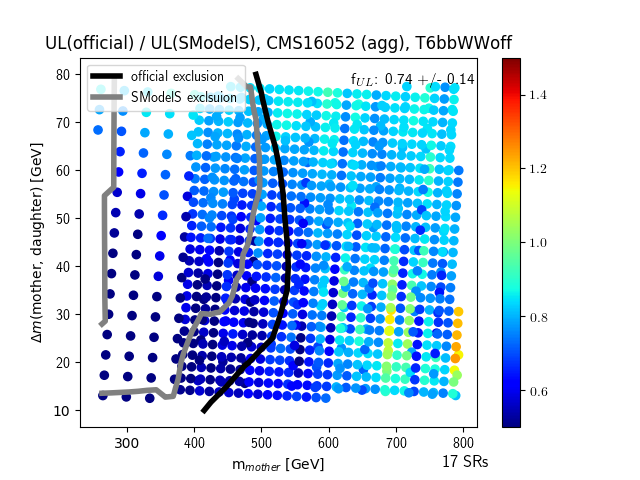 UL(official) / UL(SModelS), CMS16052 (agg), T6bbWWoff
official exclusion
SModelS exclsuion
f_UL: 0.74 +/- 0.14
80
70
60
50
40
30
20
10
Δm(mother, daughter) [GeV]
300 400 500 600 700 800
m_mother [GeV]
17 SRs
1.4
1.2
1.0
0.8
0.6